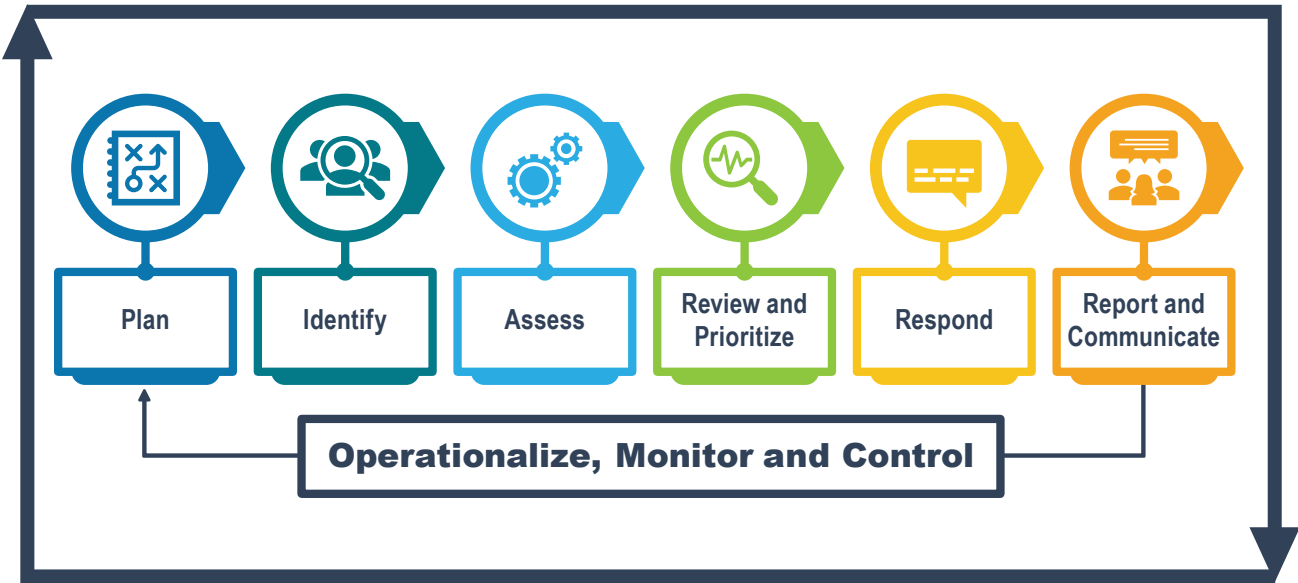 Plan
Identify
Assess
Review and
Prioritize
Respond
Report and
Communicate
Operationalize, Monitor and Control